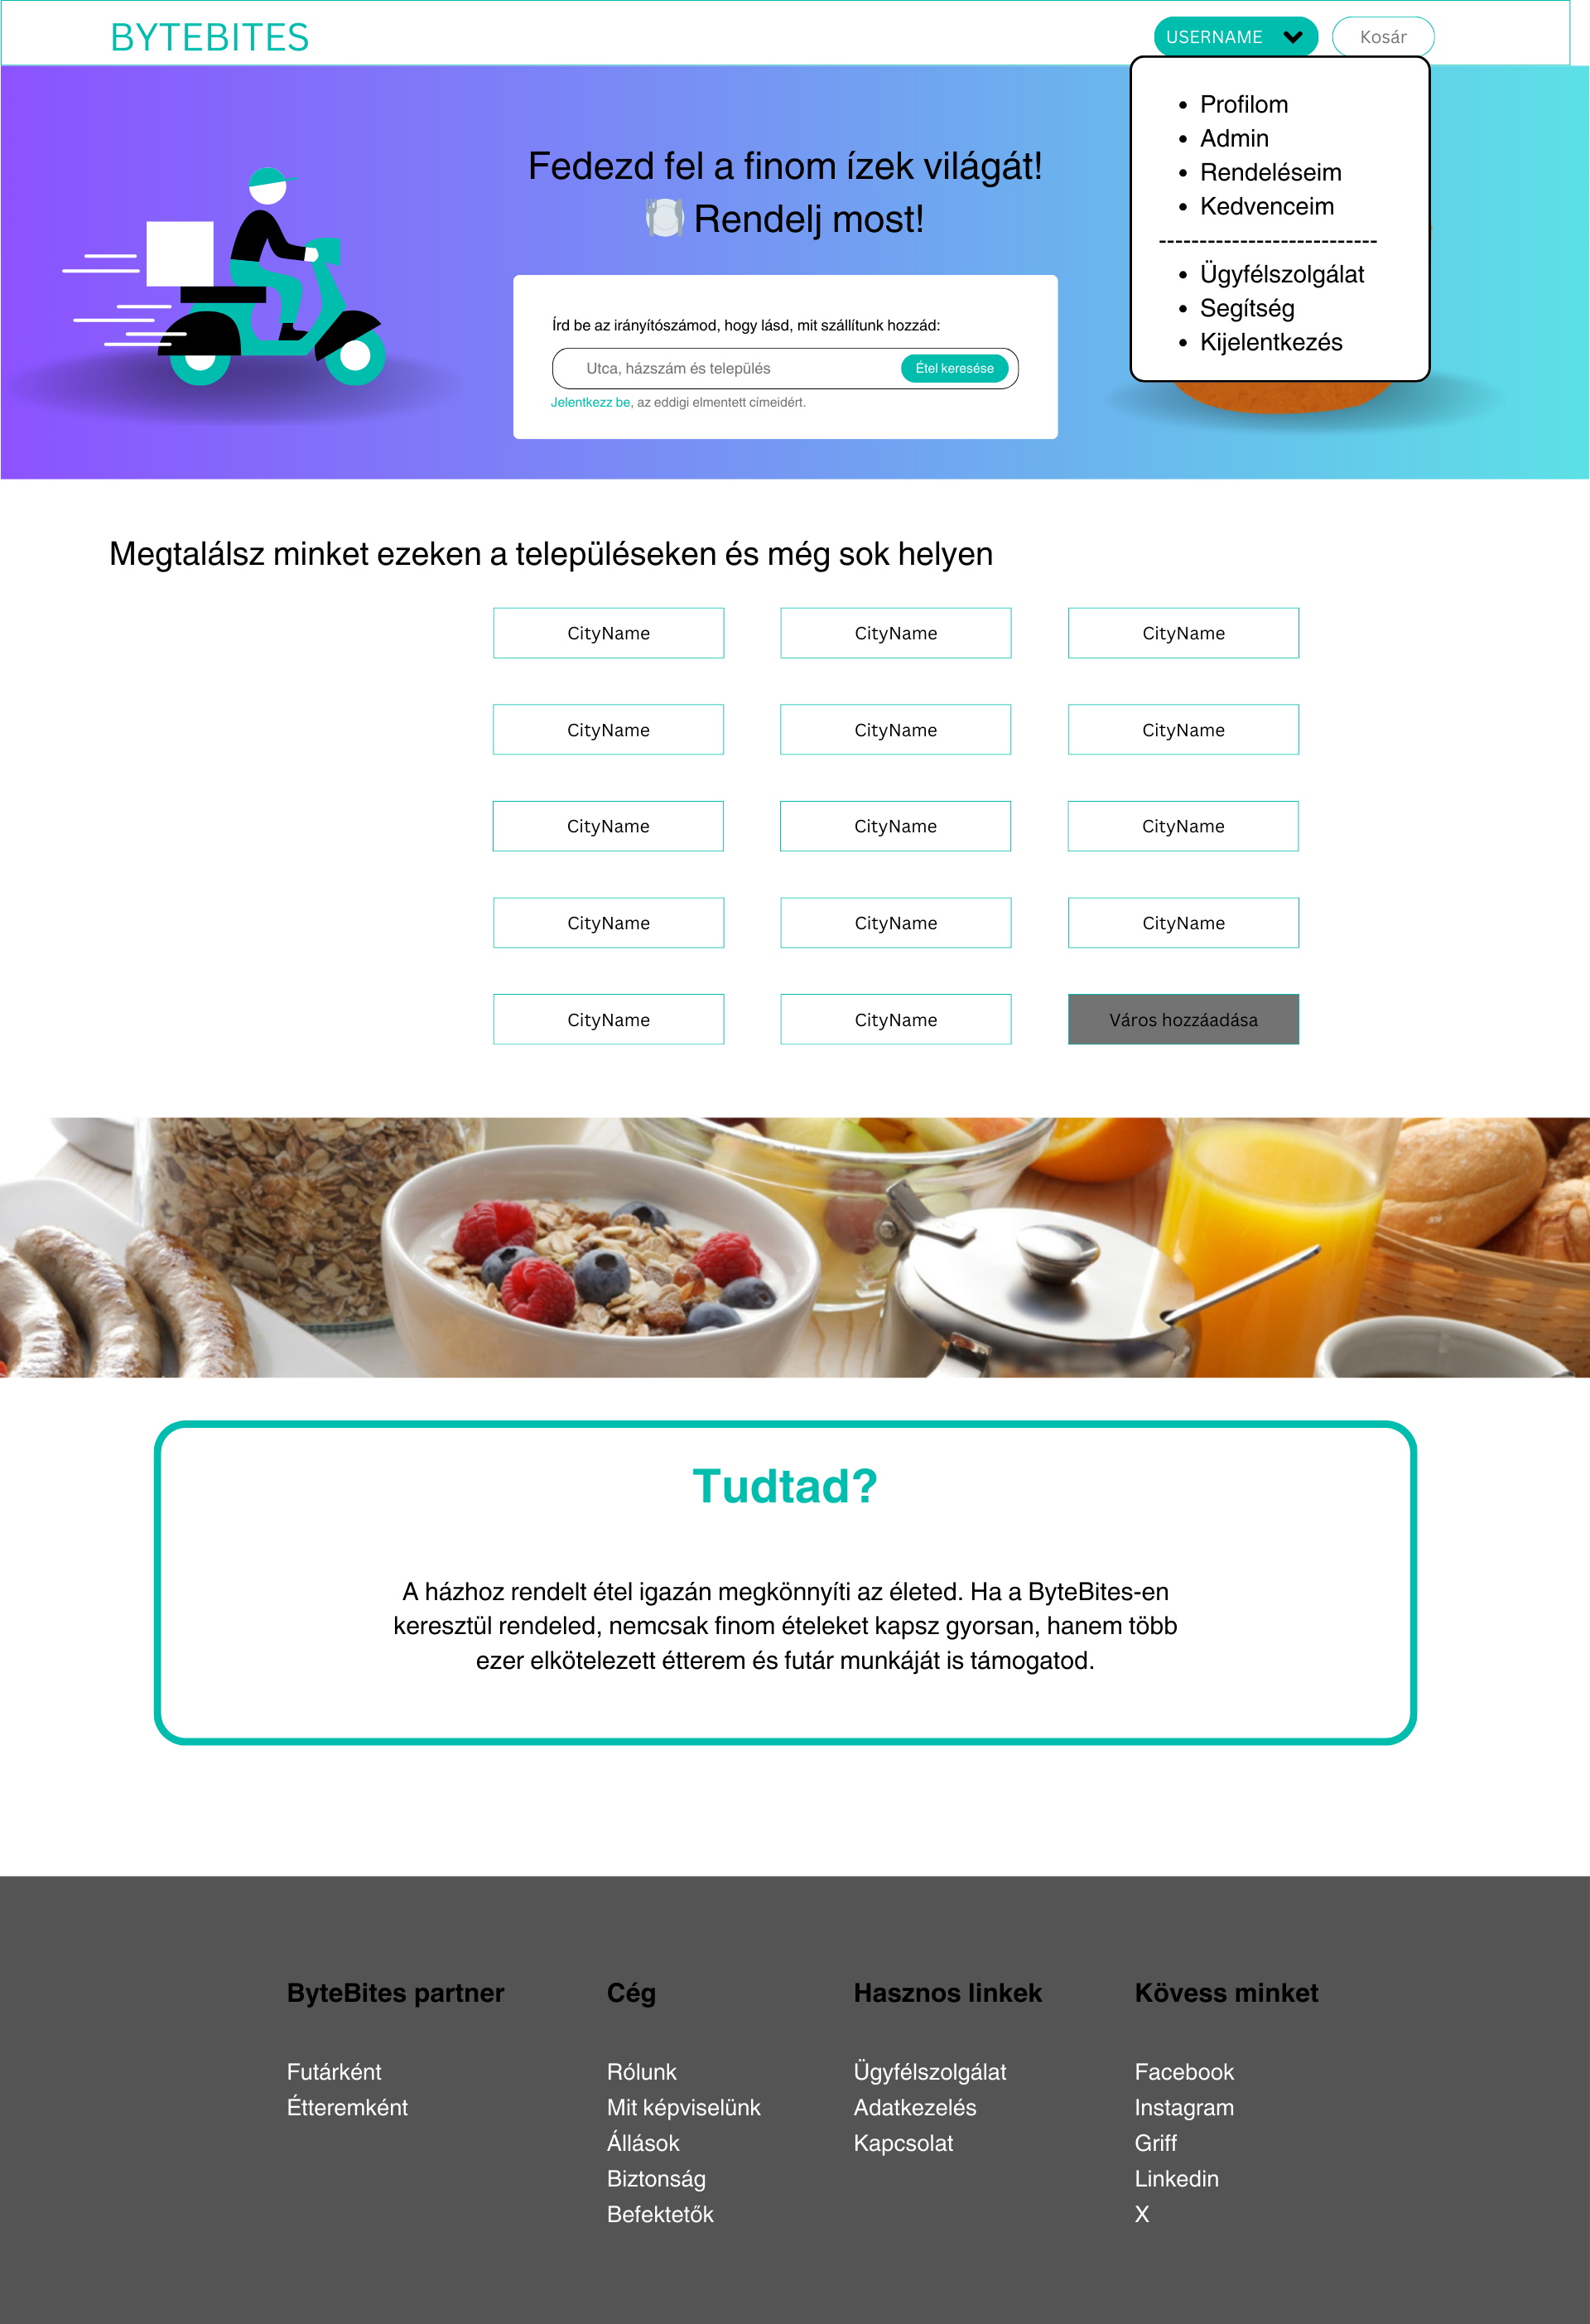 BYTEBITES
USERNAME
Kosár
• Profilom
• Admin
• Rendeléseim
• Kedvenceim
---------------------------
• Ügyfélszolgálat
• Segítség
• Kijelentkezés
Fedezd fel a finom ízek világát!
🍽️ Rendelj most!
Írd be az irányítószámod, hogy lásd, mit szállítunk hozzád:
Utca, házszám és település
Étel keresése
Jelentkezz be, az eddigi elmentett címeidért.
Megtalálsz minket ezeken a településeken és még sok helyen
CityName
CityName
CityName
CityName
CityName
CityName
CityName
CityName
CityName
CityName
CityName
CityName
CityName
CityName
Város hozzáadása
Tudtad?
A házhoz rendelt étel igazán megkönnyíti az életed. Ha a ByteBites-en
keresztül rendeled, nemcsak finom ételeket kapsz gyorsan, hanem több
ezer elkötelezett étterem és futár munkáját is támogatod.
ByteBites partner
Futárként
Étteremként
Cég
Rólunk
Mit képviselünk
Állások
Biztonság
Befektetők
Hasznos linkek
Ügyfélszolgálat
Adatkezelés
Kapcsolat
Kövess minket
Facebook
Instagram
Griff
Linkedin
X